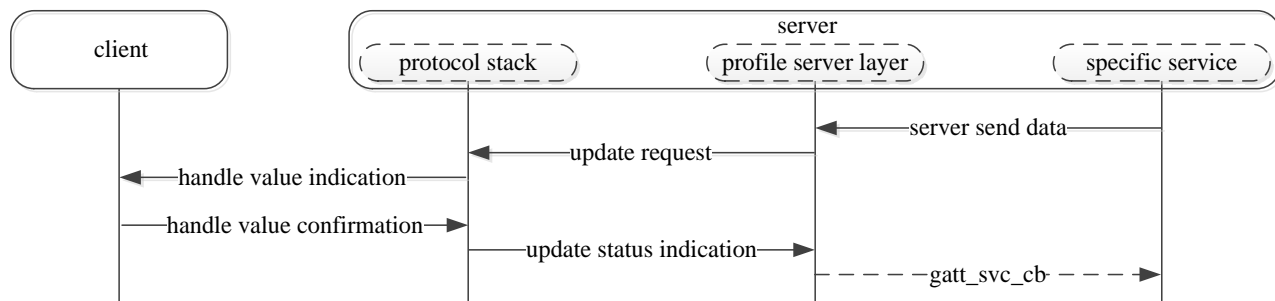 client
server
protocol stack
profile server layer
specific service
server send data
update request
handle value indication
handle value confirmation
update status indication
gatt_svc_cb